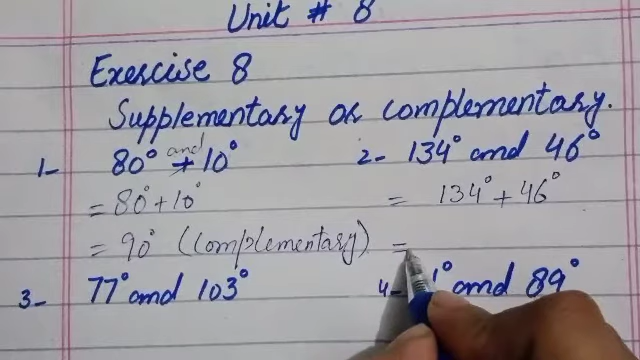 Unit # 8
Exercise 8
Supplementary or complementary.
1- 80° and 10° 2- 134° and 46°
= 80° + 10° = 134° + 46°
= 90° (Complementary) =
3- 77° and 103° 4- 1° and 89°